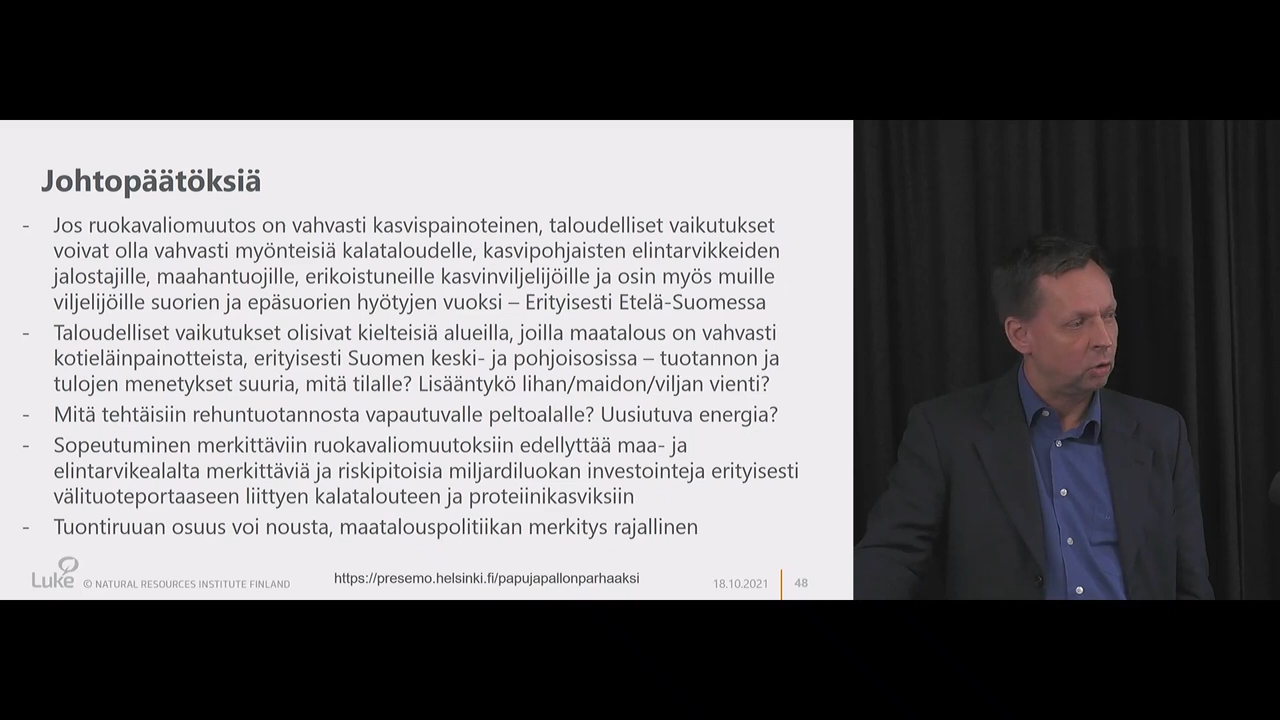 Johtopäätöksiä
- Jos ruokavaliomuutos on vahvasti kasvispainoteinen, taloudelliset vaikutukset
voivat olla vahvasti myönteisiä kalataloudelle, kasvipohjaisten elintarvikkeiden
jalostajille, maahantuojille, erikoistuneille kasvinviljelijöille ja osin myös muille
viljelijöille suorien ja epäsuorien hyötyjen vuoksi – Erityisesti Etelä-Suomessa
- Taloudelliset vaikutukset olisivat kielteisiä alueilla, joilla maatalous on vahvasti
kotieläinpainotteista, erityisesti Suomen keski- ja pohjoisosissa – tuotannon ja
tulojen menetykset suuria, mitä tilalle? Lisääntykö lihan/maidon/viljan vienti?
- Mitä tehtäisiin rehuntuotannosta vapautuvalle peltoalalle? Uusiutuva energia?
- Sopeutuminen merkittäviin ruokavaliomuutoksiin edellyttää maa- ja
elintarvikealalta merkittäviä ja riskipitoisia miljardiluokan investointeja erityisesti
välituoteportaaseen liittyen kalatalouteen ja proteiinikasviksiin
- Tuontiruuan osuus voi nousta, maatalouspolitiikan merkitys rajallinen
Luke © NATURAL RESOURCES INSTITUTE FINLAND https://presemo.helsinki.fi/papujapallonparhaaksi 18.10.2021 48